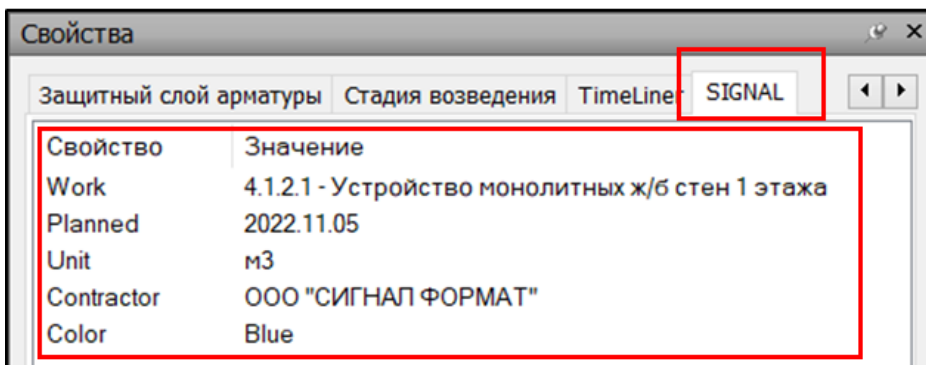 Свойства
Защитный слой арматуры Стадия возведения TimeLiner SIGNAL
Свойство Значение
Work 4.1.2.1 - Устройство монолитных ж/б стен 1 этажа
Planned 2022.11.05
Unit м3
Contractor ООО "СИГНАЛ ФОРМАТ"
Color Blue